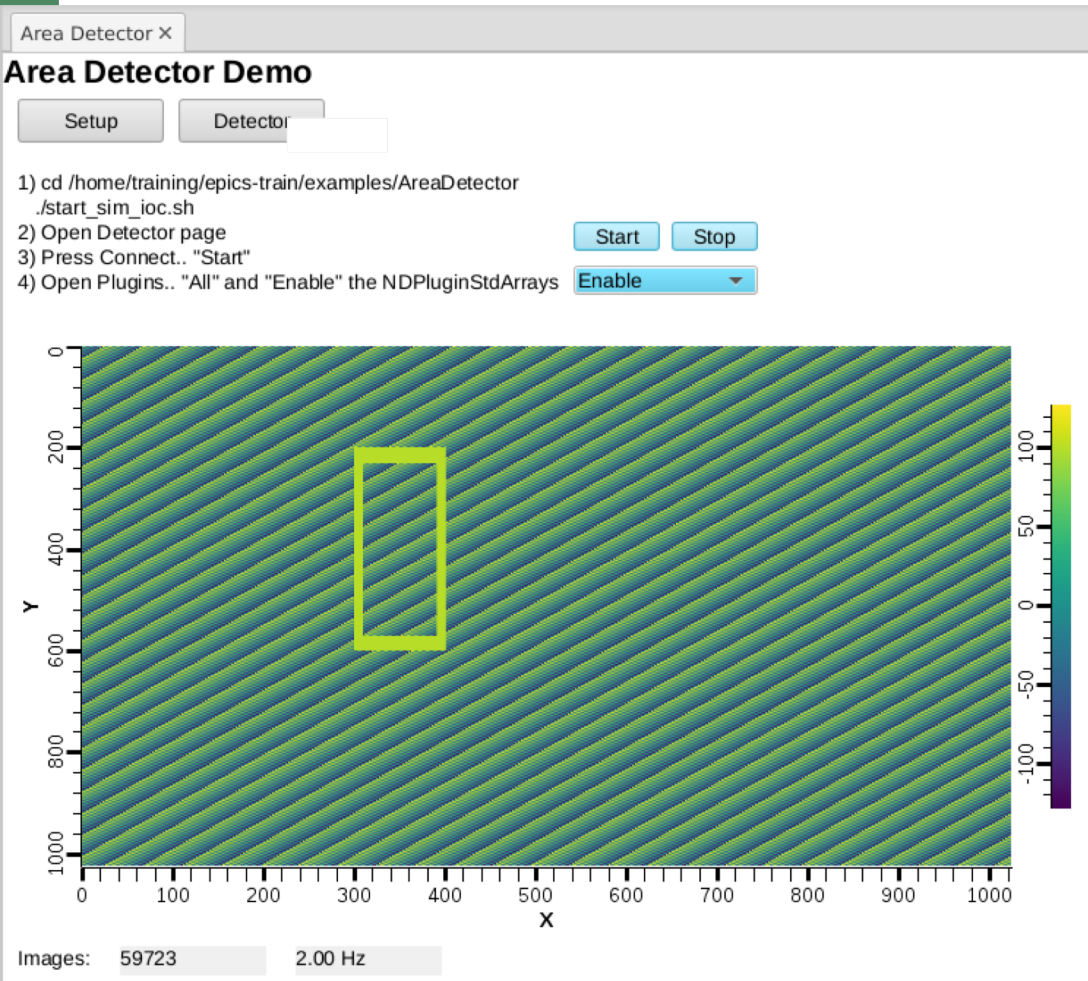 Area Detector ✕
Area Detector Demo
Setup Detector
1) cd /home/training/epics-train/examples/AreaDetector
./start_sim_ioc.sh
2) Open Detector page
3) Press Connect.. "Start"
Start Stop
4) Open Plugins.. "All" and "Enable" the NDPluginStdArrays
Enable
0
200
400
600
800
1000
Y
100
50
0
-50
-100
0 100 200 300 400 500 600 700 800 900 1000
X
Images: 59723 2.00 Hz